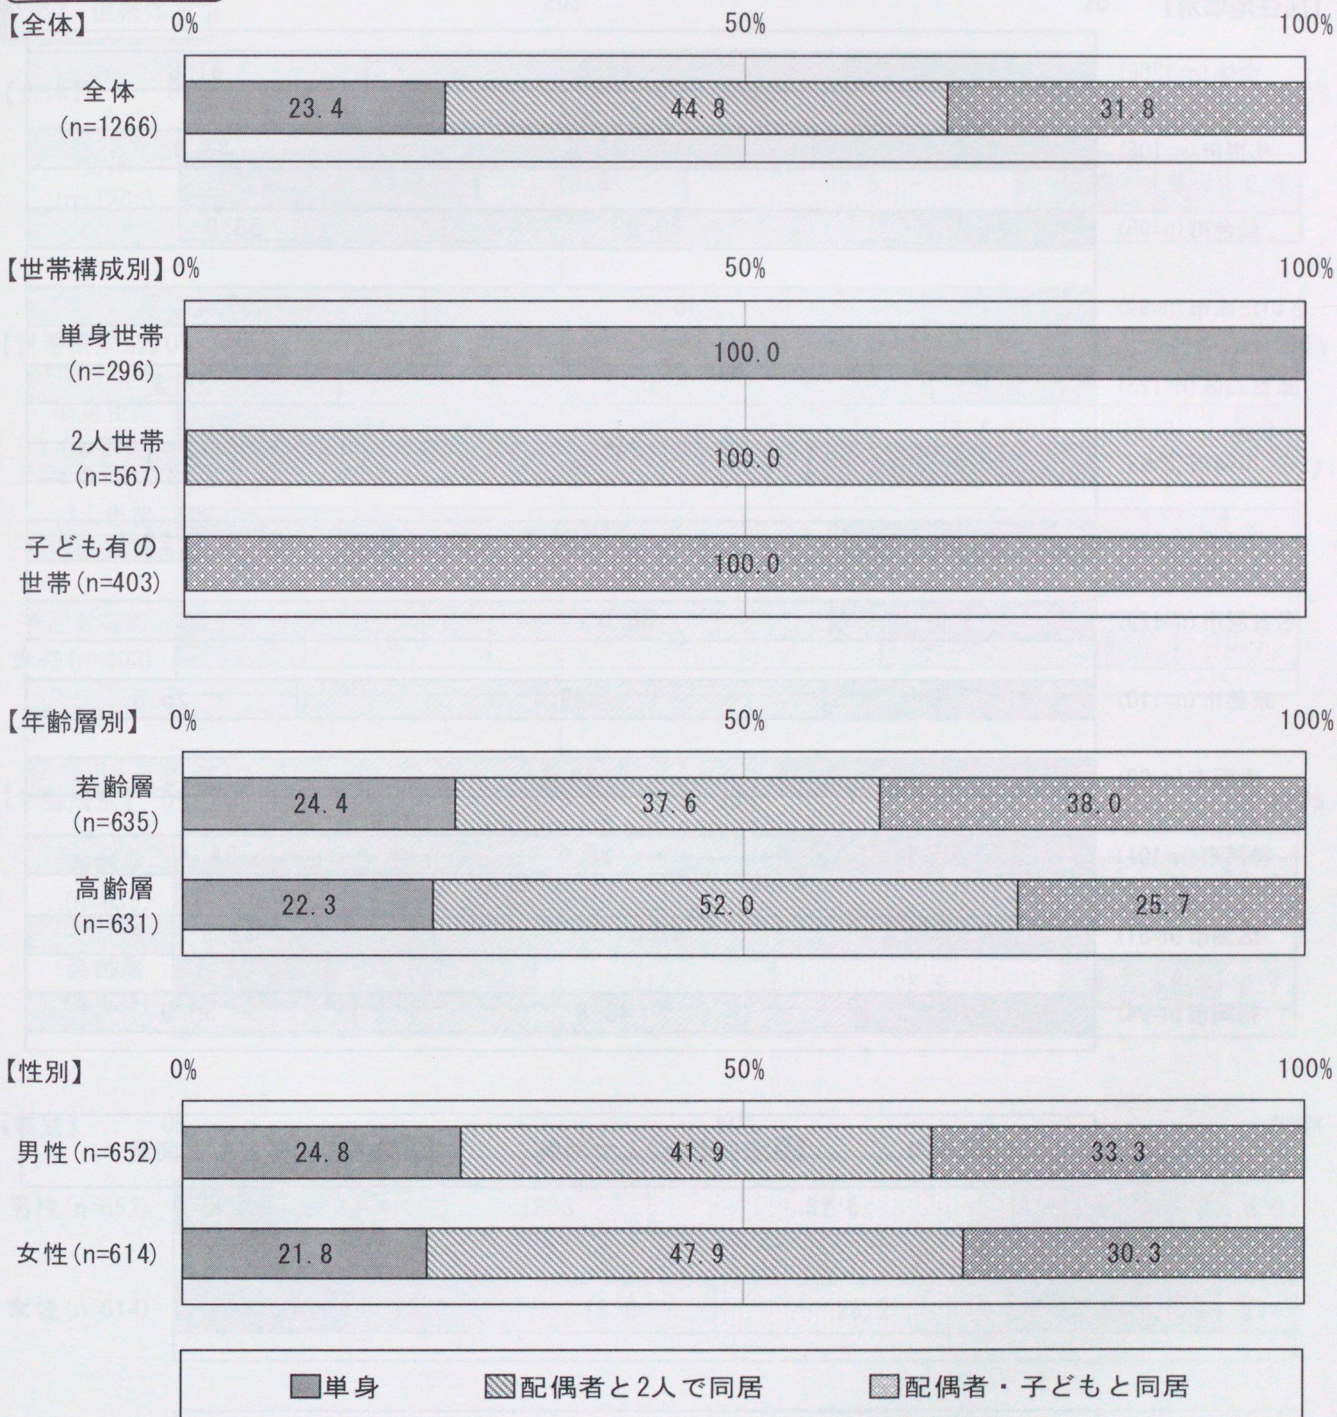 【全体】 0% 50% 100%
全体
(n=1266)
23.4 44.8 31.8
【世帯構成別】 0% 50% 100%
単身世帯
(n=296)
100.0
2人世帯
(n=567)
100.0
子ども有の
世帯(n=403)
100.0
【年齢層別】 0% 50% 100%
若齢層
(n=635)
24.4 37.6 38.0
高齢層
(n=631)
22.3 52.0 25.7
【性別】 0% 50% 100%
男性(n=652) 24.8 41.9 33.3
女性(n=614) 21.8 47.9 30.3
単身 配偶者と2人で同居 配偶者・子どもと同居